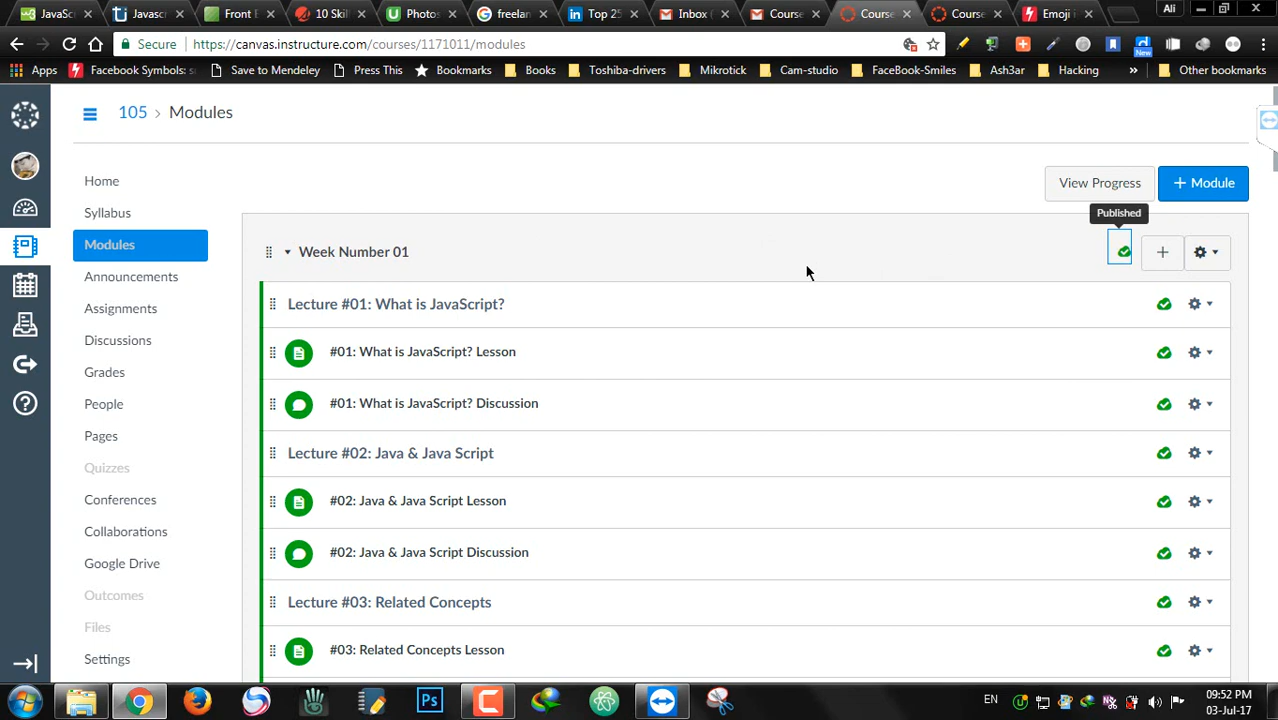 JavaScr
Javasc
Front E
10 Skil
Photos
freelan
Top 25
Inbox (
Course
Course
Course
Emoji i
Ali
Secure
https://canvas.instructure.com/courses/1171011/modules
New
Apps
Facebook Symbols: s
Save to Mendeley
Press This
Bookmarks
Books
Toshiba-drivers
Mikrotick
Cam-studio
FaceBook-Smiles
Ash3ar
Hacking
»
Other bookmarks
105 › Modules
Home
Syllabus
Modules
Announcements
Assignments
Discussions
Grades
People
Pages
Quizzes
Conferences
Collaborations
Google Drive
Outcomes
Files
Settings
View Progress
+ Module
Published
Week Number 01
Lecture #01: What is JavaScript?
#01: What is JavaScript? Lesson
#01: What is JavaScript? Discussion
Lecture #02: Java & Java Script
#02: Java & Java Script Lesson
#02: Java & Java Script Discussion
Lecture #03: Related Concepts
#03: Related Concepts Lesson
Ps
EN
09:52 PM
03-Jul-17